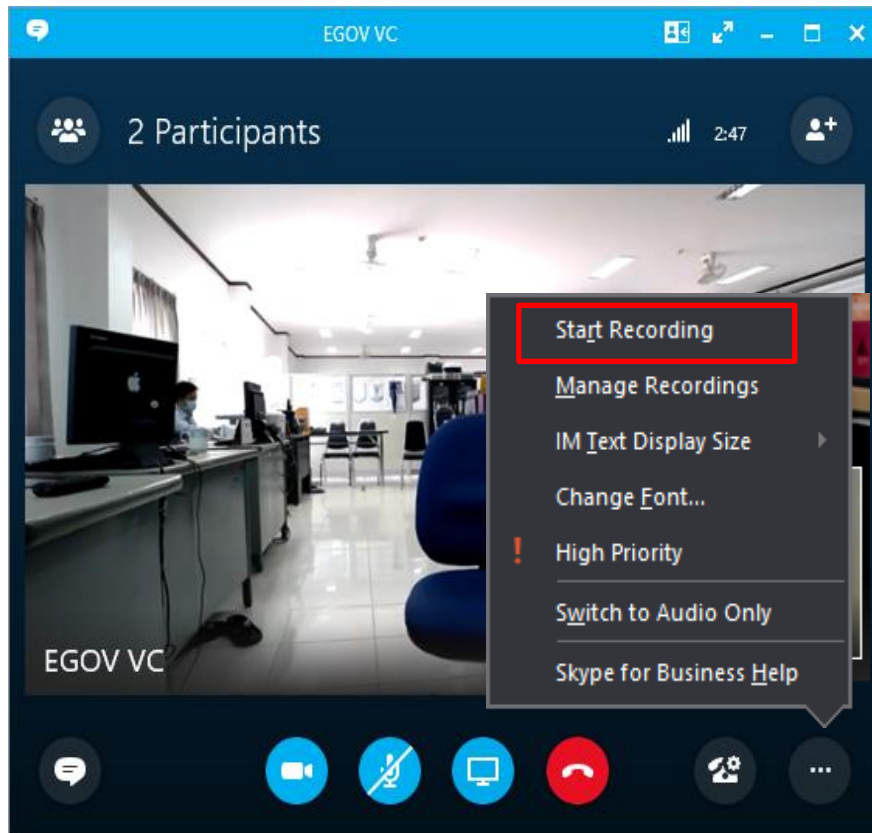 EGOV VC
2 Participants
2:47
Start Recording
Manage Recordings
IM Text Display Size
Change Font...
! High Priority
Switch to Audio Only
Skype for Business Help
EGOV VC